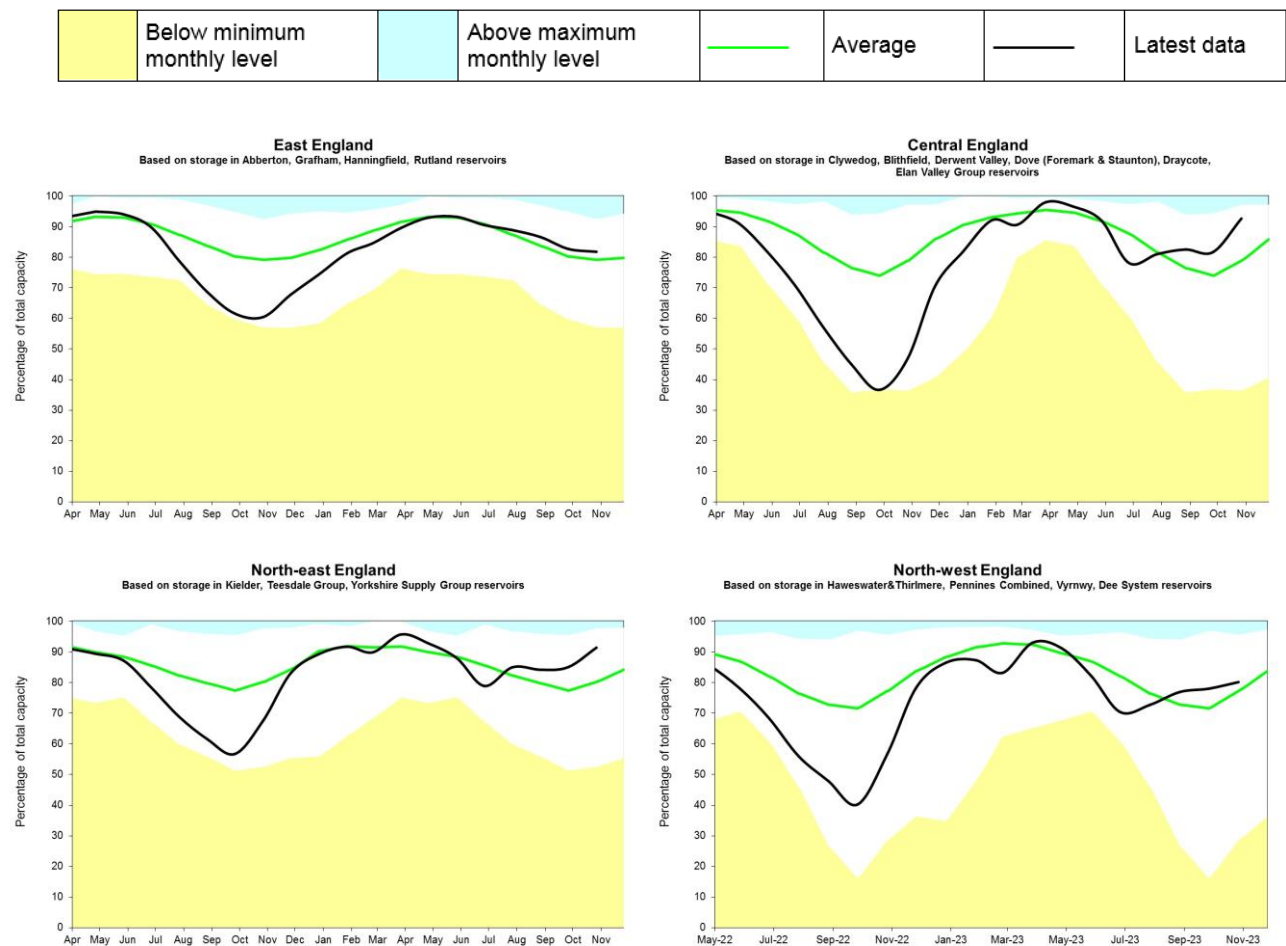 Below minimum
monthly level
Above maximum
monthly level
Average
Latest data
East England
Based on storage in Abberton, Grafham, Hanningfield, Rutland reservoirs
Percentage of total capacity
100
90
80
70
60
50
40
30
20
10
0
Apr May Jun Jul Aug Sep Oct Nov Dec Jan Feb Mar Apr May Jun Jul Aug Sep Oct Nov
Central England
Based on storage in Clywedog, Blithfield, Derwent Valley, Dove (Foremark & Staunton), Draycote,
Elan Valley Group reservoirs
Percentage of total capacity
100
90
80
70
60
50
40
30
20
10
0
Apr May Jun Jul Aug Sep Oct Nov Dec Jan Feb Mar Apr May Jun Jul Aug Sep Oct Nov
North-east England
Based on storage in Kielder, Teesdale Group, Yorkshire Supply Group reservoirs
Percentage of total capacity
100
90
80
70
60
50
40
30
20
10
0
Apr May Jun Jul Aug Sep Oct Nov Dec Jan Feb Mar Apr May Jun Jul Aug Sep Oct Nov
North-west England
Based on storage in Haweswater&Thirlmere, Pennines Combined, Vyrnwy, Dee System reservoirs
Percentage of total capacity
100
90
80
70
60
50
40
30
20
10
0
May-22 Jul-22 Sep-22 Nov-22 Jan-23 Mar-23 May-23 Jul-23 Sep-23 Nov-23